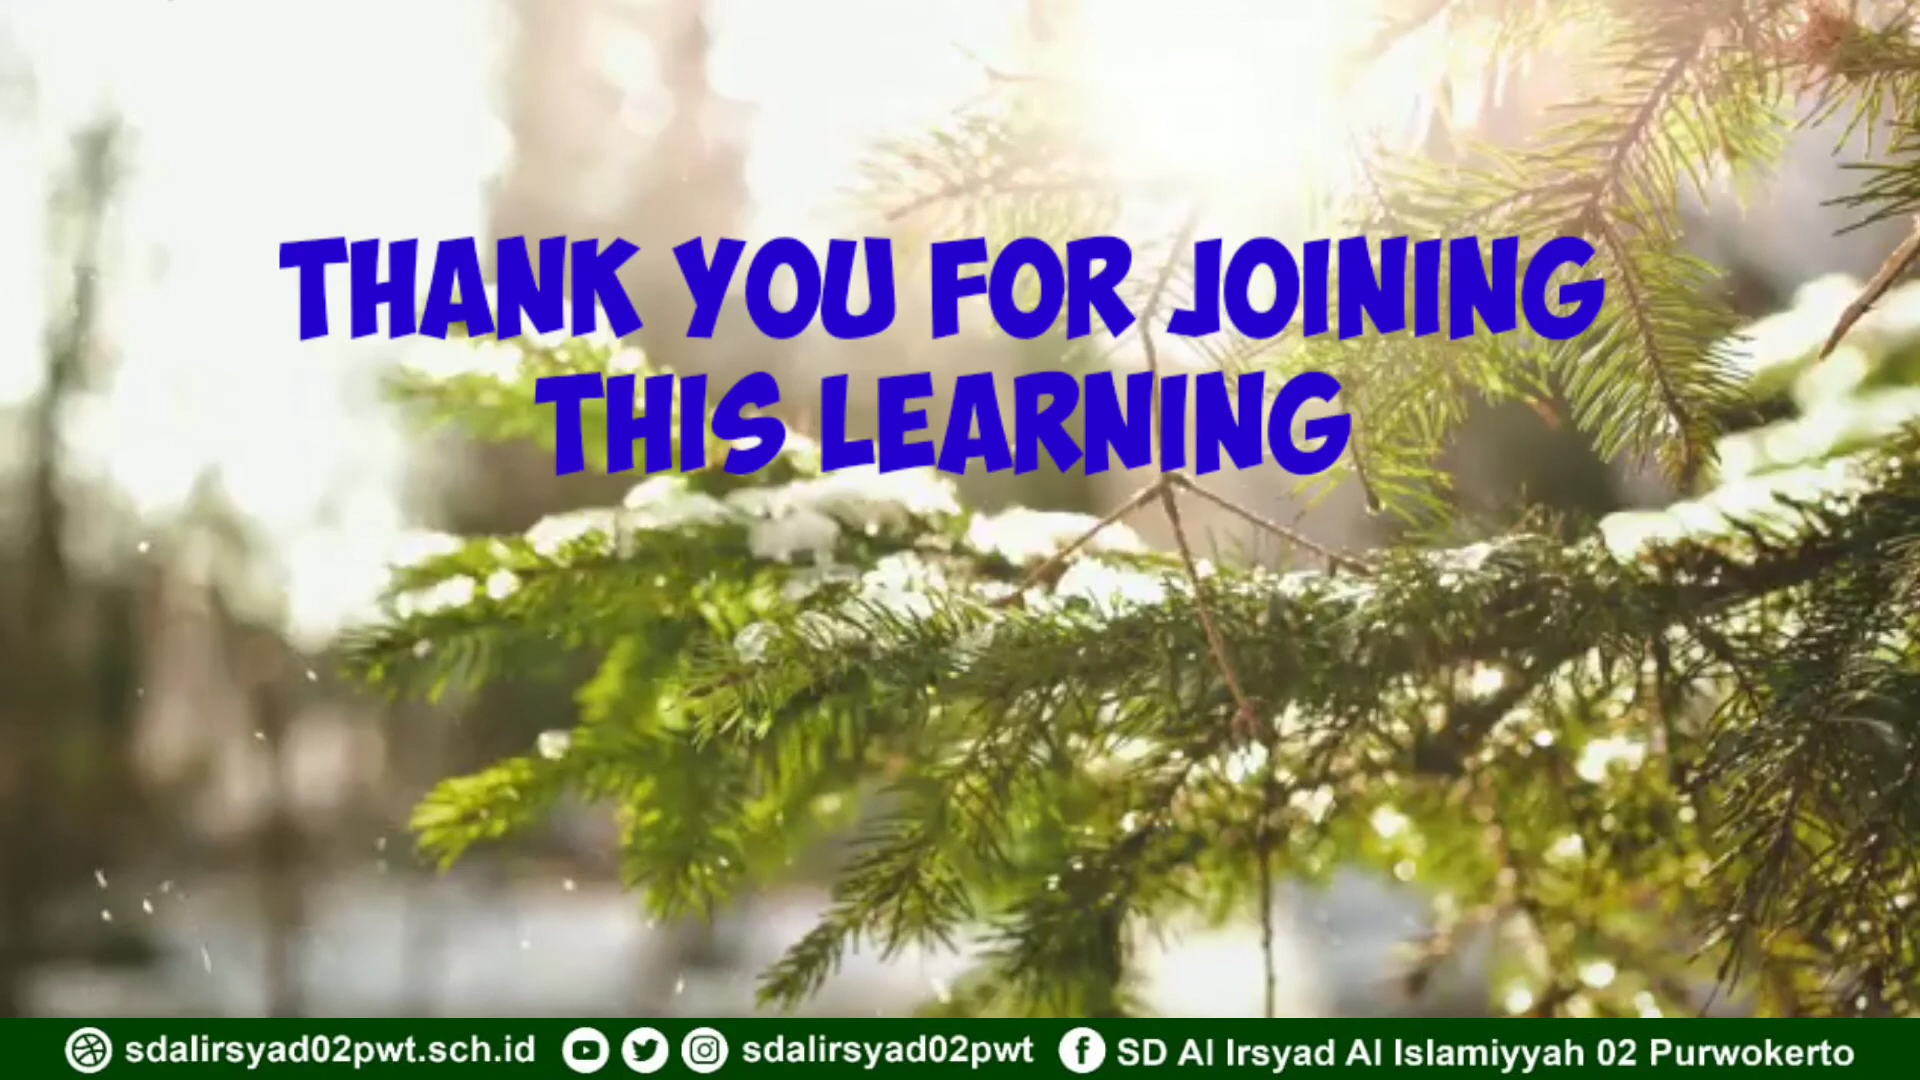 THANK YOU FOR JOINING
THIS LEARNING
sdalirsyad02pwt.sch.id sdalirsyad02pwt SD Al Irsyad Al Islamiyyah 02 Purwokerto